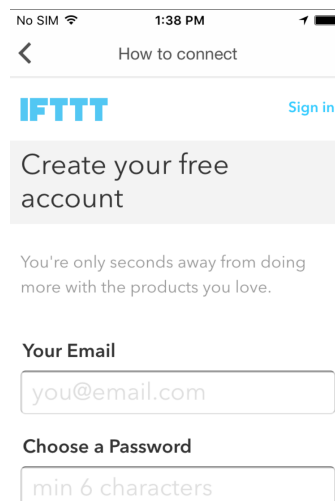 No SIM 1:38 PM
How to connect
IFTTT Sign in
Create your free
account
You're only seconds away from doing
more with the products you love.
Your Email
you@email.com
Choose a Password
min 6 characters